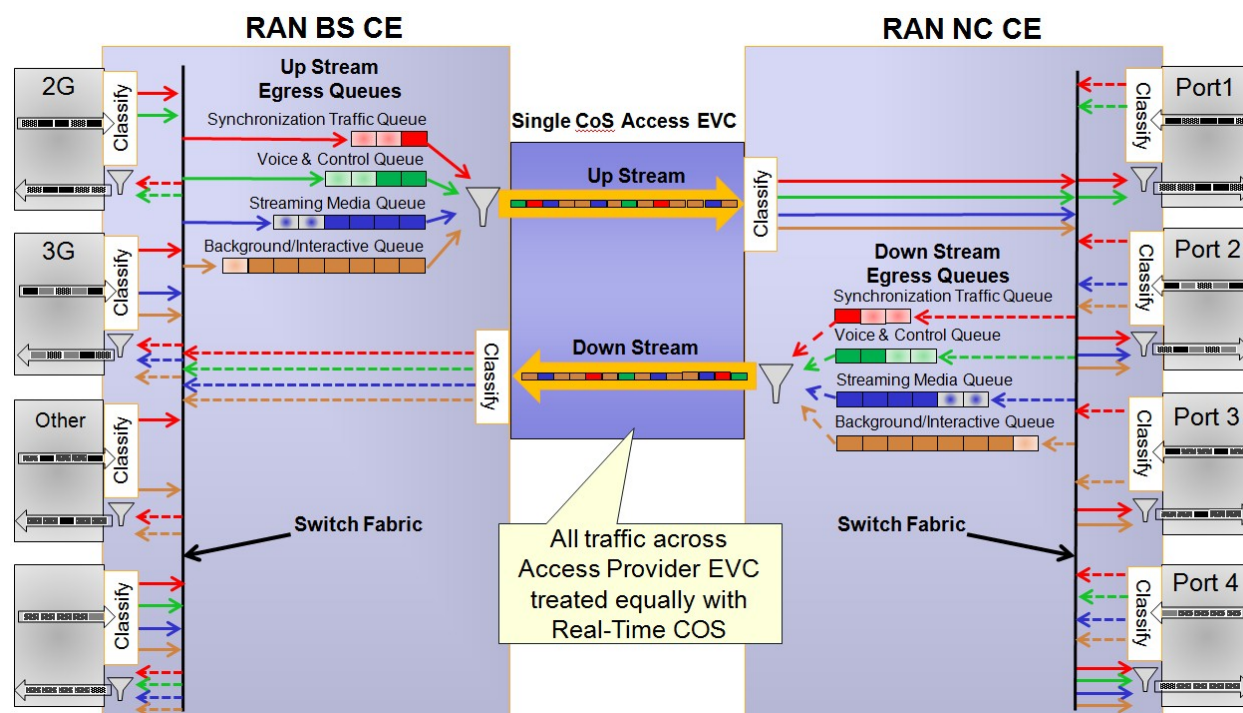 RAN BS CE
RAN NC CE
2G
Classify
Up Stream
Egress Queues
Synchronization Traffic Queue
Voice & Control Queue
Streaming Media Queue
Background/Interactive Queue
3G
Classify
Other
Classify
Switch Fabric
Classify
Single CoS Access EVC
Up Stream
Down Stream
Classify
Classify
All traffic across
Access Provider EVC
treated equally with
Real-Time COS
Down Stream
Egress Queues
Synchronization Traffic Queue
Voice & Control Queue
Streaming Media Queue
Background/Interactive Queue
Switch Fabric
Classify
Port1
Classify
Port 2
Classify
Port 3
Classify
Port 4